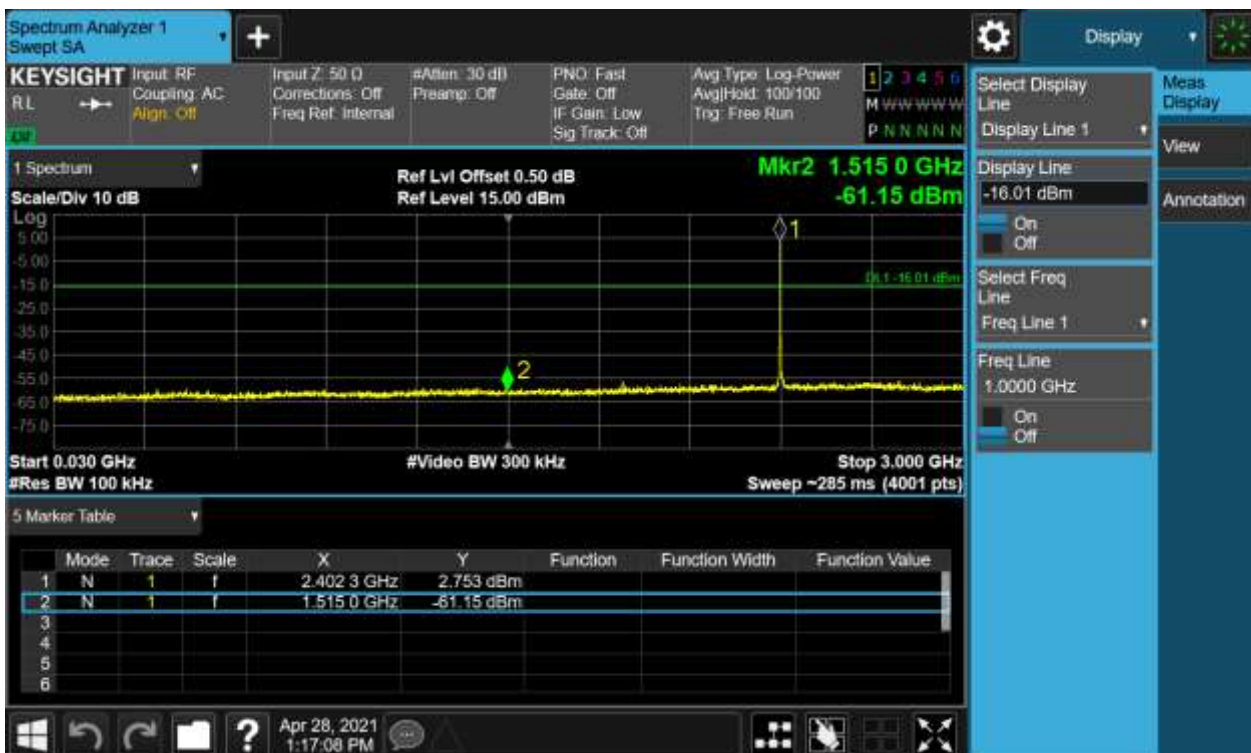 Spectrum Analyzer 1
Swept SA
Display
KEYSIGHT
RL
Input: RF
Coupling: AC
Align: Off
Input Z: 50 Ω
Corrections: Off
Freq Ref: Internal
#Atten: 30 dB
Preamp: Off
PNO: Fast
Gate: Off
IF Gain: Low
Sig Track: Off
Avg Type: Log-Power
Avg|Hold: 100/100
Trig: Free Run
1 2 3 4 5 6
M W W W W W
P N N N N N
1 Spectrum
Scale/Div 10 dB
Ref Lvl Offset 0.50 dB
Ref Level 15.00 dBm
Mkr2 1.515 0 GHz
-61.15 dBm
Log
5.00
-5.00
-15.0
-25.0
-35.0
-45.0
-55.0
-65.0
-75.0
1
2
DL1 -16.01 dBm
Start 0.030 GHz
#Res BW 100 kHz
#Video BW 300 kHz
Stop 3.000 GHz
Sweep ~285 ms (4001 pts)
5 Marker Table
Mode Trace Scale X Y Function Function Width Function Value
1 N 1 f 2.402 3 GHz 2.753 dBm
2 N 1 f 1.515 0 GHz -61.15 dBm
3
4
5
6
Select Display
Line
Display Line 1
Display Line
-16.01 dBm
On
Off
Select Freq
Line
Freq Line 1
Freq Line
1.0000 GHz
On
Off
Meas
Display
View
Annotation
Apr 28, 2021
1:17:08 PM